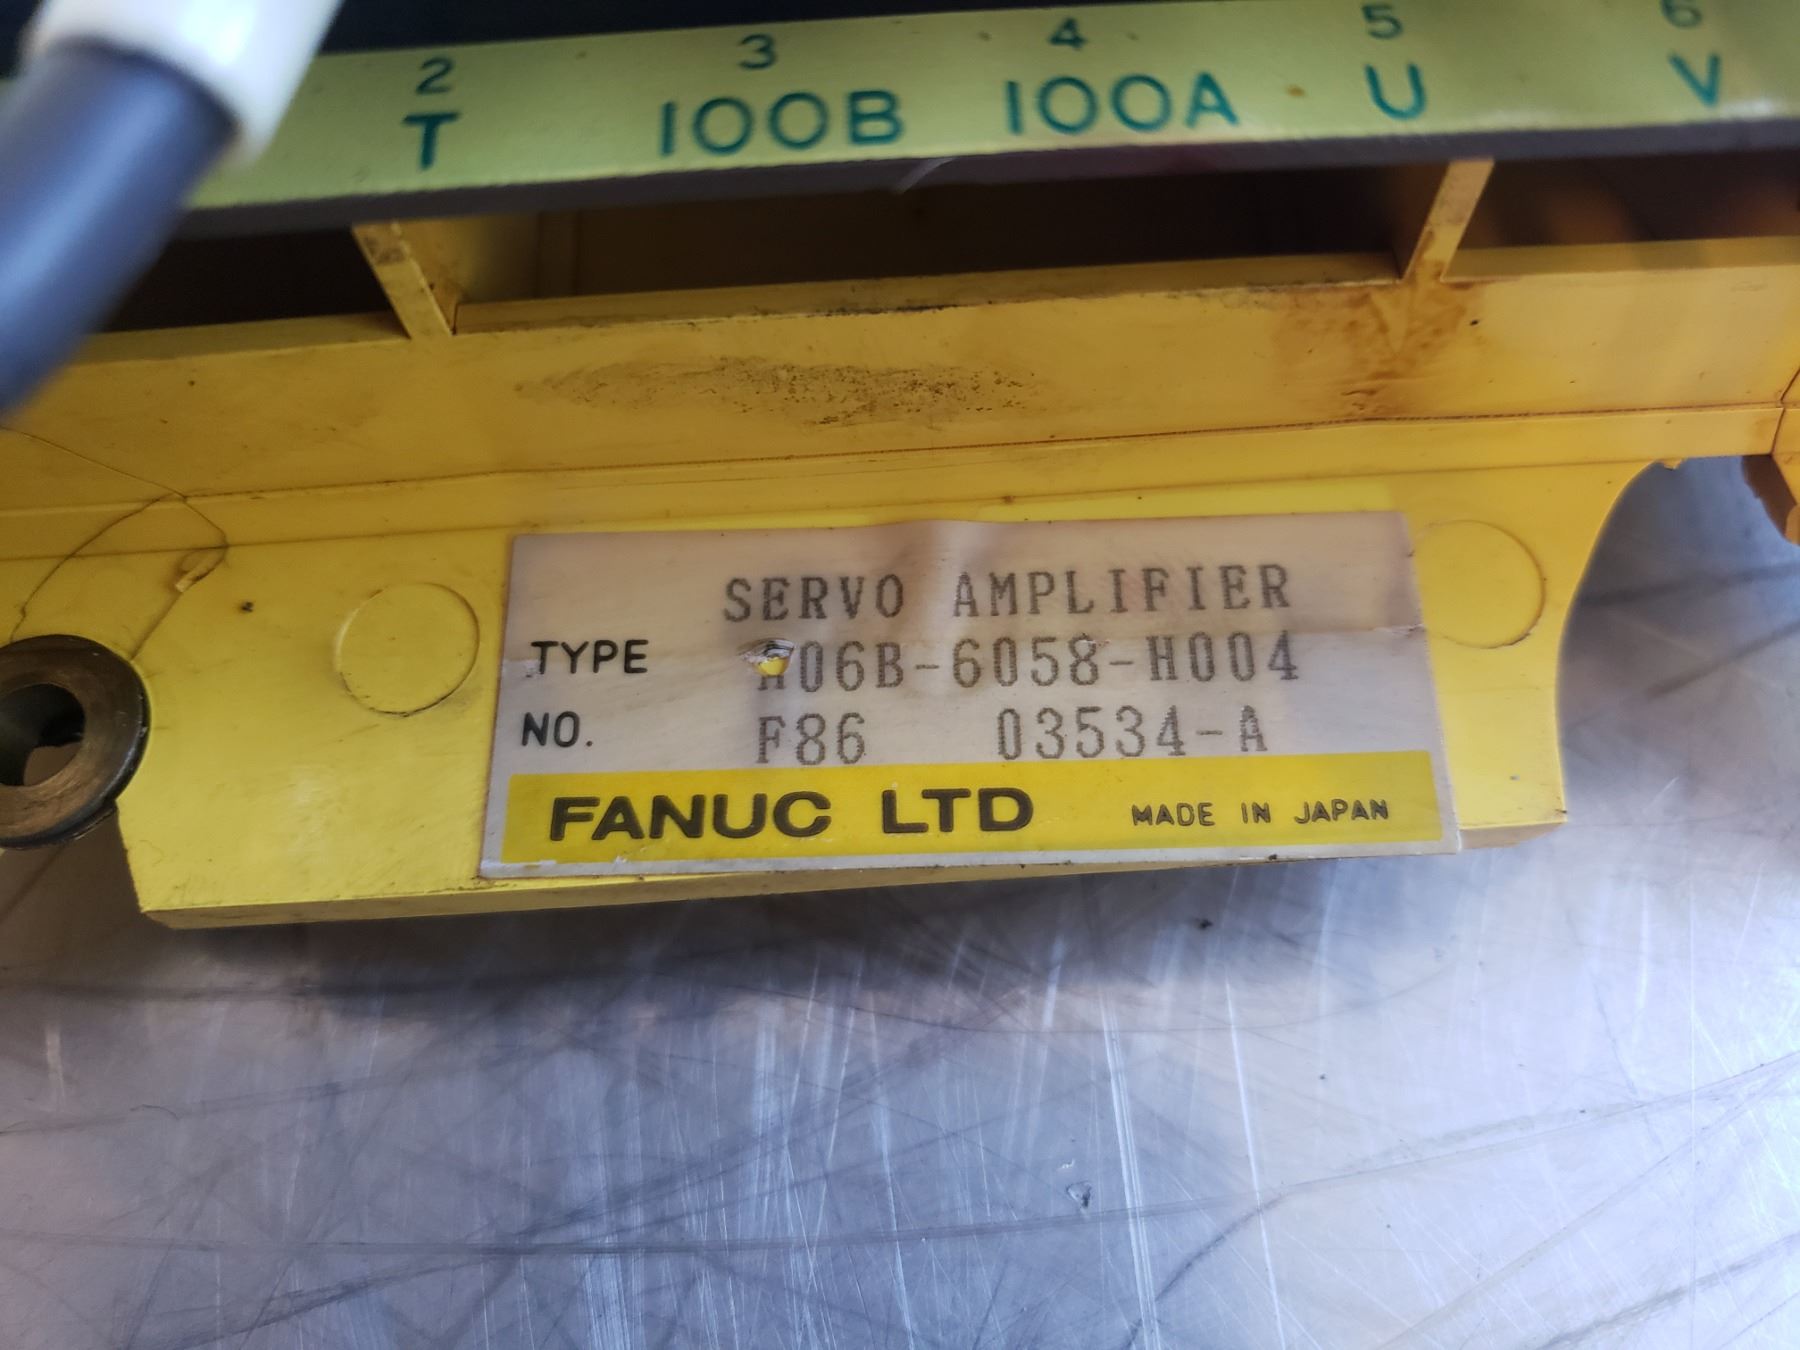 2 3 4 5 6
T 100B 100A U V
SERVO AMPLIFIER
TYPE A06B-6058-H004
NO. F86 03534-A
FANUC LTD MADE IN JAPAN